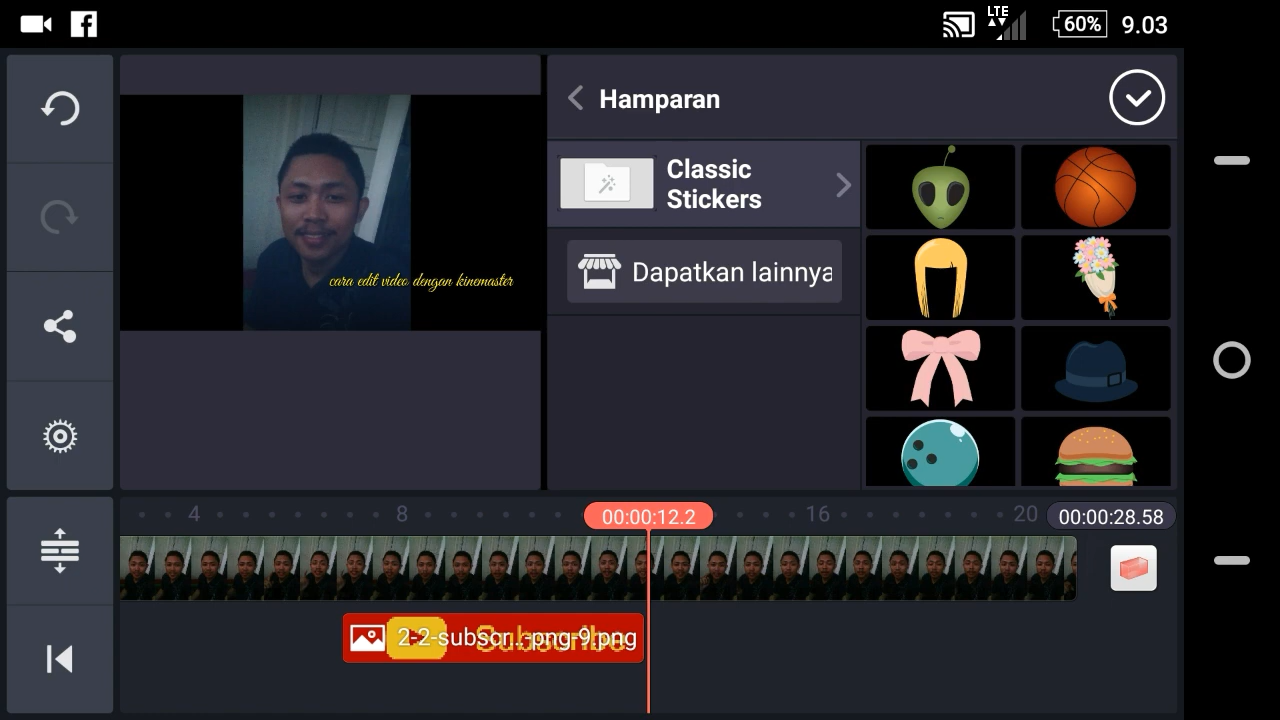 LTE
60%
9.03
Hamparan
Classic
Stickers
Dapatkan lainnya
cara edit video dengan kinemaster
4
8
00:00:12.2
16
20
00:00:28.58
2-2-subscr...-png-9.png
Subscribe